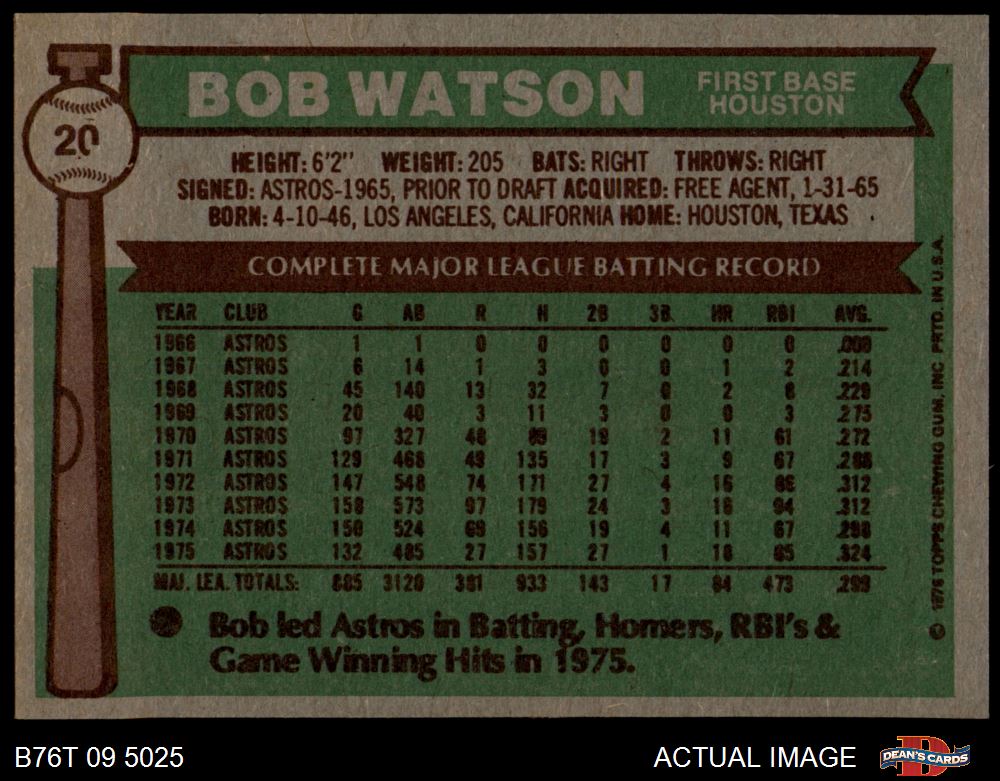 20
BOB WATSON
FIRST BASE
HOUSTON
HEIGHT: 6'2" WEIGHT: 205 BATS: RIGHT THROWS: RIGHT
SIGNED: ASTROS-1965, PRIOR TO DRAFT ACQUIRED: FREE AGENT, 1-31-65
BORN: 4-10-46, LOS ANGELES, CALIFORNIA HOME: HOUSTON, TEXAS
COMPLETE MAJOR LEAGUE BATTING RECORD
YEAR CLUB G AB R H 2B 3B HR RBI AVG.
1966 ASTROS 1 1 0 0 0 0 0 0 .000
1967 ASTROS 6 14 1 3 0 0 1 2 .214
1968 ASTROS 45 140 13 32 7 0 2 8 .229
1969 ASTROS 20 40 3 11 3 0 0 3 .275
1970 ASTROS 97 327 48 89 19 2 11 61 .272
1971 ASTROS 129 468 49 135 17 3 9 67 .288
1972 ASTROS 147 548 74 171 27 4 16 86 .312
1973 ASTROS 158 573 97 179 24 3 16 94 .312
1974 ASTROS 150 524 69 156 19 4 11 67 .298
1975 ASTROS 132 485 27 157 27 1 18 85 .324
MAJ. LEA. TOTALS: 885 3120 381 933 143 17 84 473 .299
Bob led Astros in Batting, Homers, RBI's &
Game Winning Hits in 1975.
© 1976 TOPPS CHEWING GUM, INC PRTD. IN U.S.A.
B76T 09 5025
ACTUAL IMAGE
D
DEAN'S CARDS